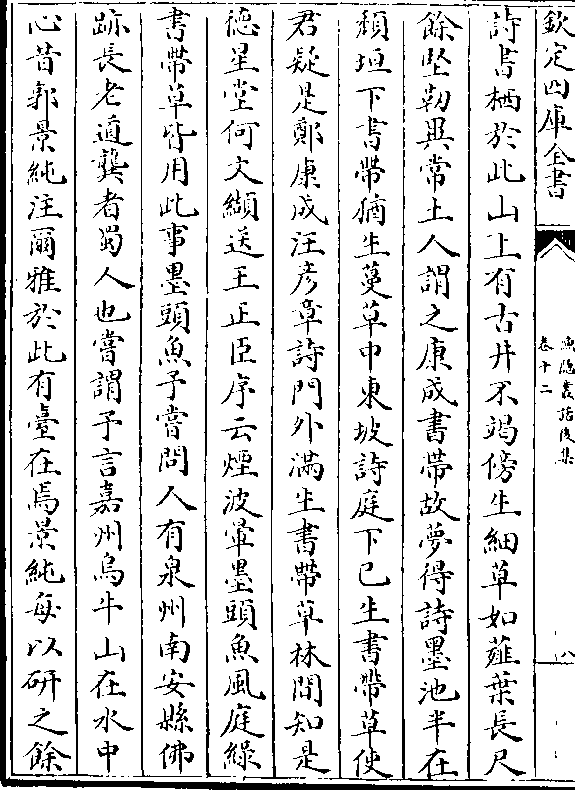 欽定四庫全書
漁隱叢話後集
卷十二
八
詩書栖於此山上有古井不竭傍生細草如薤葉長尺
餘堅韌異常土人謂之康成書帶故夢得詩墨池半在
頹垣下書帶猶生蔓草中東坡詩庭下已生書帶草使
君疑是鄭康成汪彥章詩門外滿生書帶草林間知是
德星堂何文縝送王正臣序云煙波暈墨頭魚風庭綠
書帶草皆用此事墨頭魚予嘗問人有泉州南安縣佛
跡長老道龔者蜀人也嘗謂予言嘉州烏牛山在水中
心昔郭景純注爾雅於此有臺在焉景純每以硏之餘